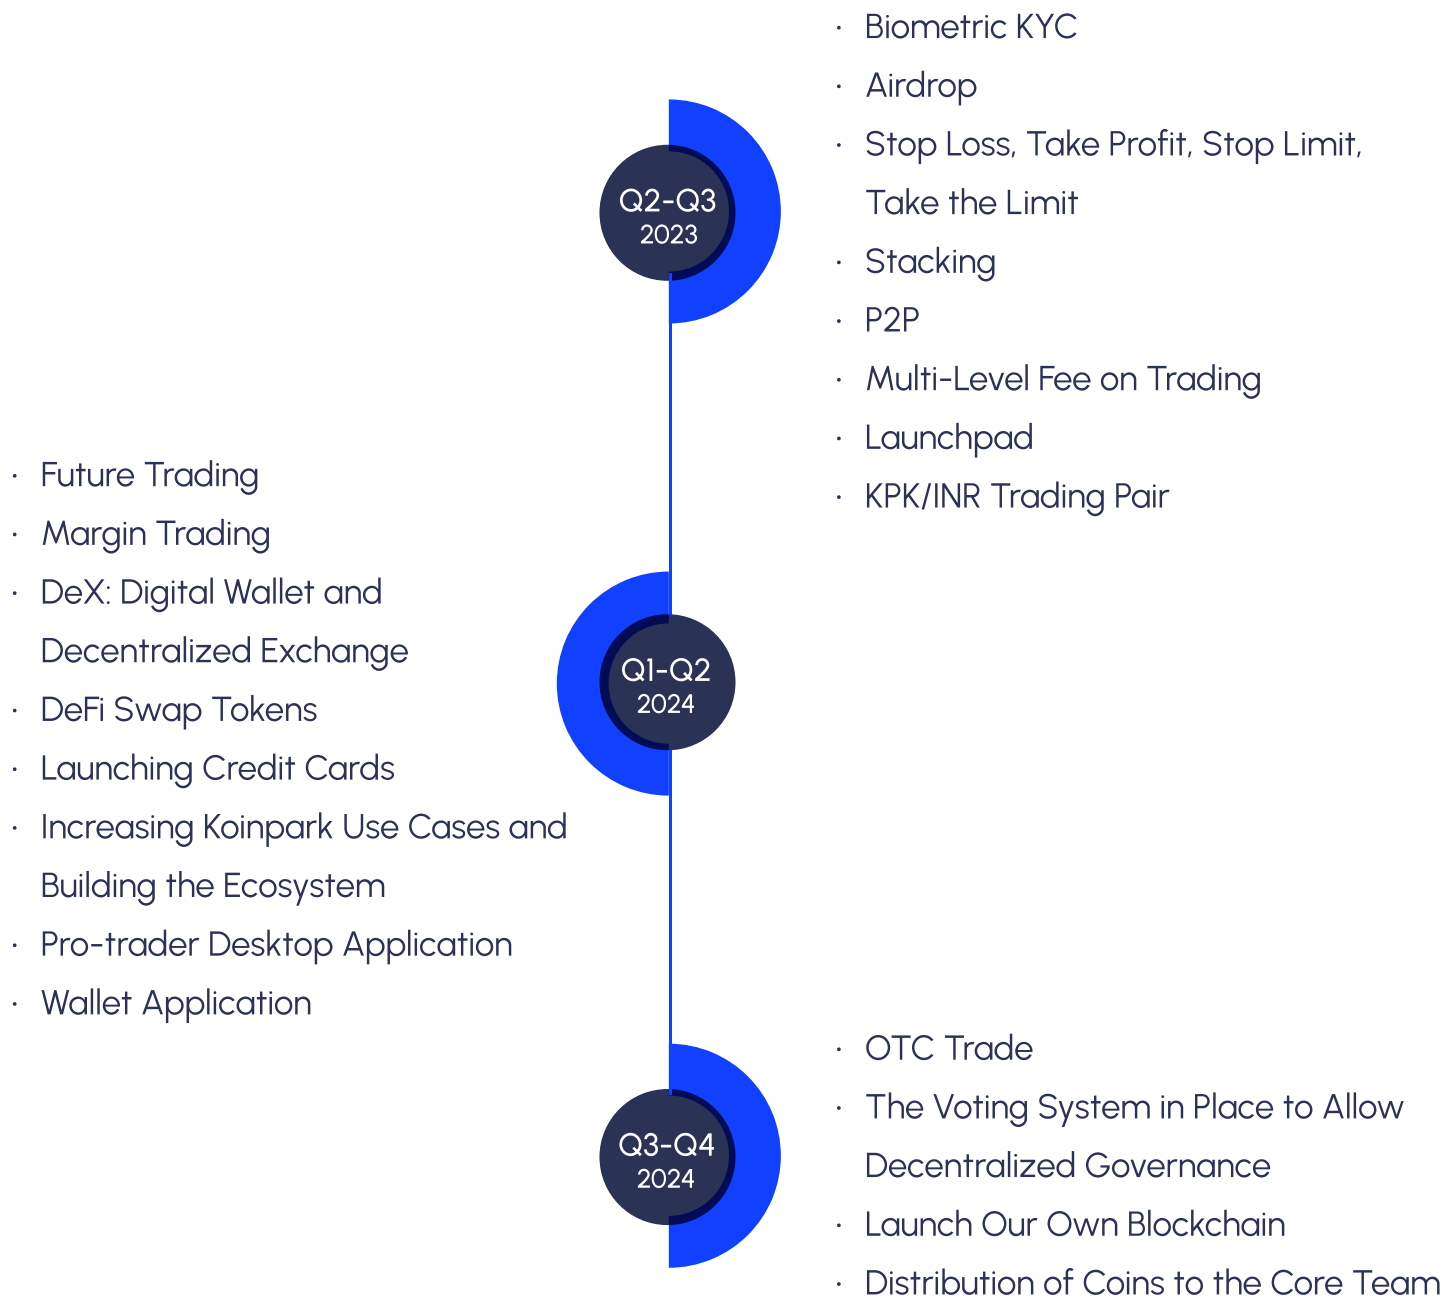 · Biometric KYC
· Airdrop
· Stop Loss, Take Profit, Stop Limit,
Take the Limit
· Stacking
· P2P
· Multi-Level Fee on Trading
· Launchpad
· KPK/INR Trading Pair
Q2-Q3
2023
· Future Trading
· Margin Trading
· DeX: Digital Wallet and
Decentralized Exchange
· DeFi Swap Tokens
· Launching Credit Cards
· Increasing Koinpark Use Cases and
Building the Ecosystem
· Pro-trader Desktop Application
· Wallet Application
Q1-Q2
2024
Q3-Q4
2024
· OTC Trade
· The Voting System in Place to Allow
Decentralized Governance
· Launch Our Own Blockchain
· Distribution of Coins to the Core Team